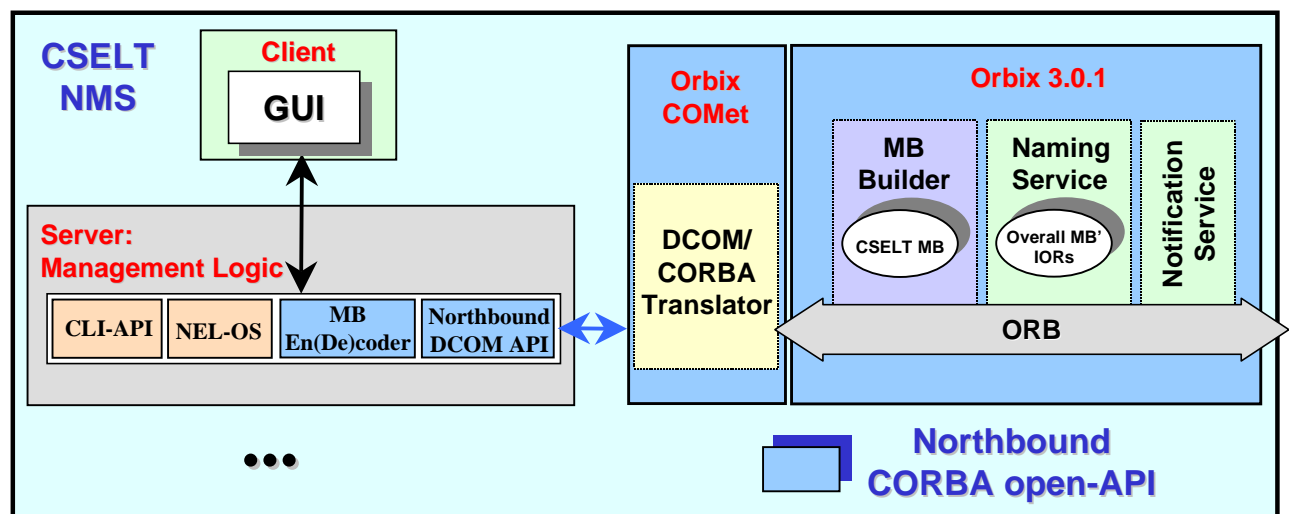 CSELT
NMS
Client
GUI
Server:
Management Logic
CLI-API
NEL-OS
MB
En(De)coder
Northbound
DCOM API
•••
Orbix
COMet
DCOM/
CORBA
Translator
Orbix 3.0.1
MB
Builder
CSELT MB
Naming
Service
Overall MB'
IORs
Notification
Service
ORB
Northbound
CORBA open-API